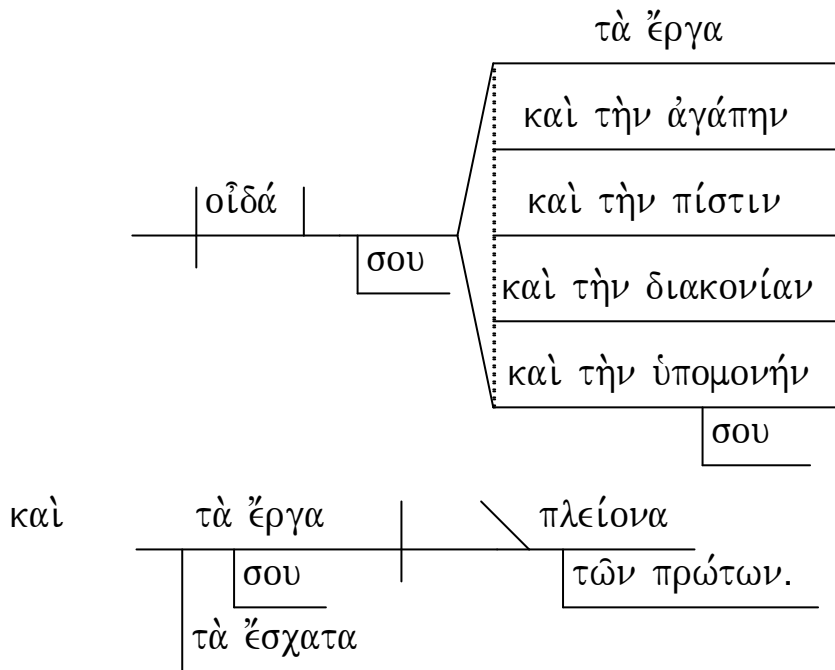 τὰ ἔργα
καὶ τὴν ἀγάπην
οἶδά
καὶ τὴν πίστιν
σου
καὶ τὴν διακονίαν
καὶ τὴν ὑπομονήν
σου
καὶ τὰ ἔργα πλείονα
σου τῶν πρώτων.
τὰ ἔσχατα